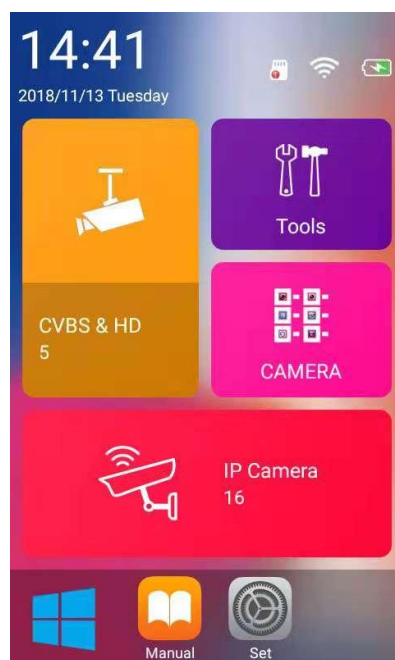 14:41
2018/11/13 Tuesday
Tools
CVBS & HD
5
CAMERA
IP Camera
16
Manual
Set